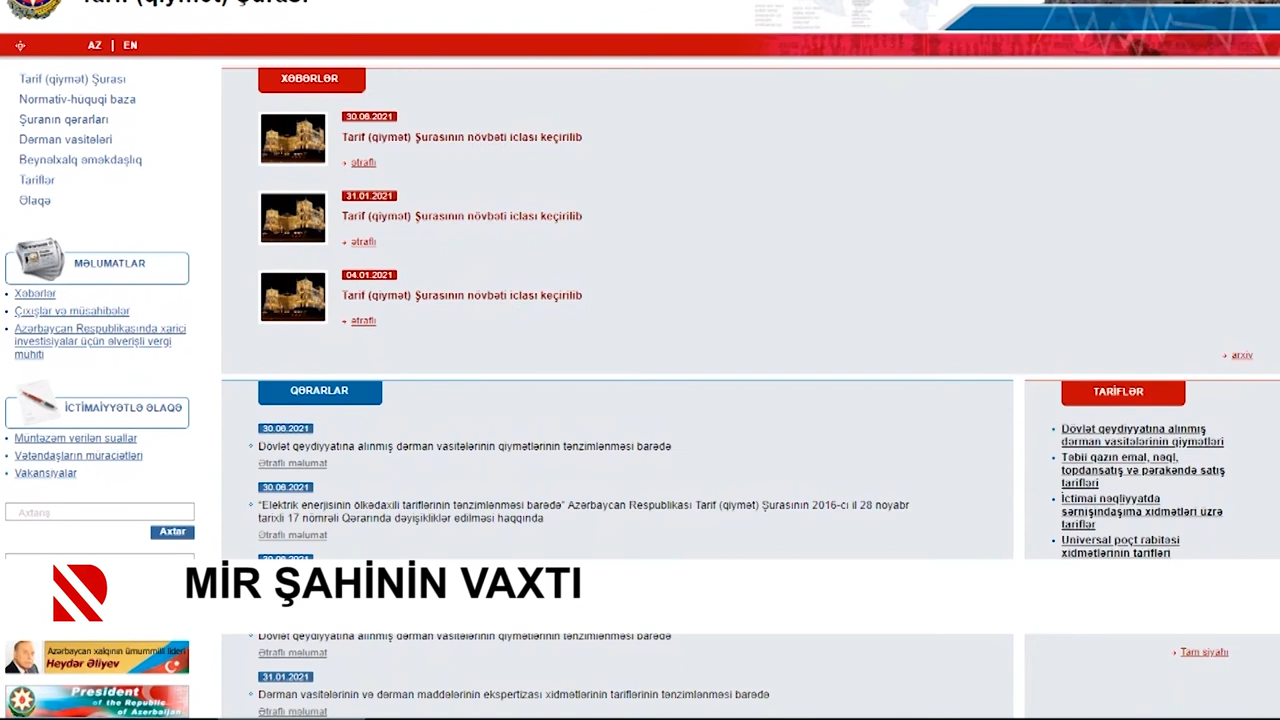 AZ | EN
Tarif (qiymət) Şurası
Normativ-hüquqi baza
Şuranın qərarları
Dərman vasitələri
Beynəlxalq əməkdaşlıq
Tariflər
Əlaqə
MƏLUMATLAR
Xəbərlər
Çıxışlar və müsahibələr
Azərbaycan Respublikasında xarici
investisiyalar üçün əlverişli vergi
mühiti
İCTİMAİYYƏTLƏ ƏLAQƏ
Müntəzəm verilən suallar
Vətəndaşların müraciətləri
Vakansiyalar
Axtarış
Axtar
XƏBƏRLƏR
30.06.2021
Tarif (qiymət) Şurasının növbəti iclası keçirilib
ətraflı
31.01.2021
Tarif (qiymət) Şurasının növbəti iclası keçirilib
ətraflı
04.01.2021
Tarif (qiymət) Şurasının növbəti iclası keçirilib
ətraflı
arxiv
QƏRARLAR
30.06.2021
Dövlət qeydiyyatına alınmış dərman vasitələrinin qiymətlərinin tənzimlənməsi barədə
Ətraflı məlumat
30.06.2021
“Elektrik enerjisinin ölkədaxili tariflərinin tənzimlənməsi barədə” Azərbaycan Respublikası Tarif (qiymət) Şurasının 2016-cı il 28 noyabr
tarixli 17 nömrəli Qərarında dəyişikliklər edilməsi haqqında
Ətraflı məlumat
TARİFLƏR
Dövlət qeydiyyatına alınmış
dərman vasitələrinin qiymətləri
Təbii qazın emalı, nəqli,
topdansatış və pərakəndə satış
tarifləri
İctimai nəqliyyatda
sərnişindaşıma xidmətləri üzrə
tariflər
Universal poçt rabitəsi
xidmətlərinin tarifləri
MİR ŞAHİNİN VAXTI
Azərbaycan xalqının ümummilli lideri
Heydər Əliyev
President
of the Republic
of Azerbaijan
Dövlət qeydiyyatına alınmış dərman vasitələrinin qiymətlərinin tənzimlənməsi barədə
Ətraflı məlumat
31.01.2021
Dərman vasitələrinin və dərman maddələrinin ekspertizası xidmətlərinin tariflərinin tənzimlənməsi barədə
Ətraflı məlumat
Tam siyahı